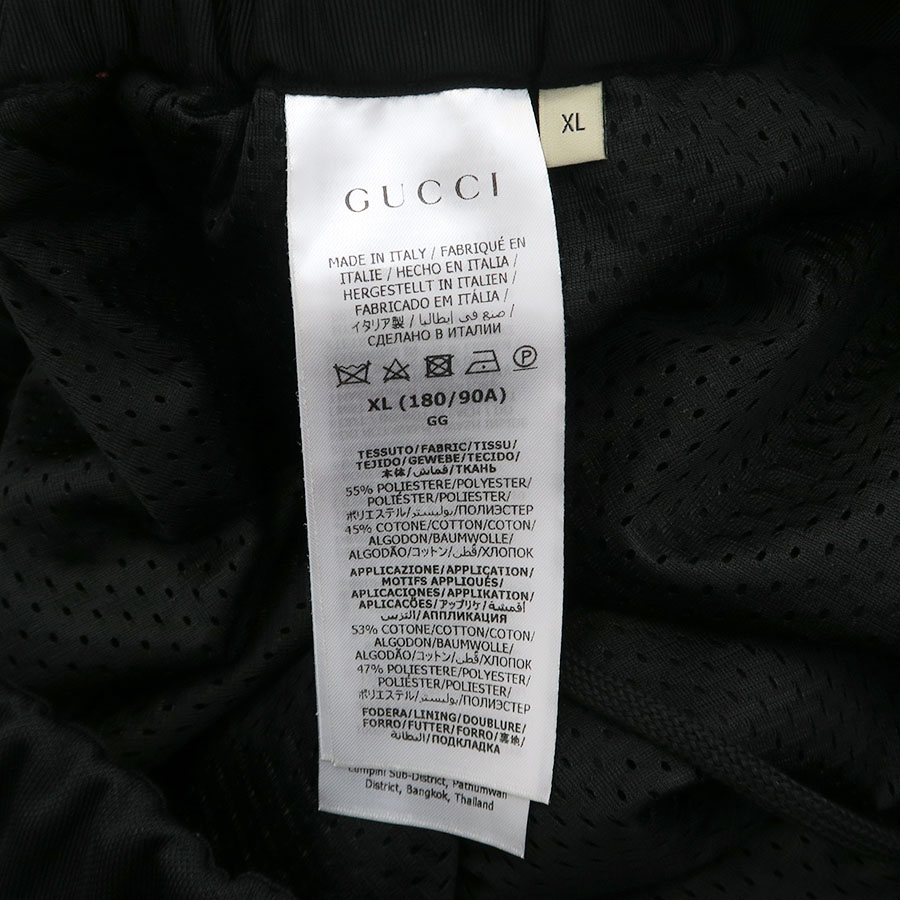 XL
GUCCI
MADE IN ITALY / FABRIQUÉ EN
ITALIE / HECHO EN ITALIA /
HERGESTELLT IN ITALIEN /
FABRICADO EM ITÁLIA /
イタリア製 / صنع في ايطاليا /
СДЕЛАНО В ИТАЛИИ
P
XL (180/90A)
GG
TESSUTO/FABRIC/TISSU/
TEJIDO/GEWEBE/TECIDO/
本体/قماش/ТКАНЬ
55% POLIESTERE/POLYESTER/
POLIÉSTER/POLIESTER/
ポリエステル/بوليستر/ПОЛИЭСТЕР
45% COTONE/COTTON/COTON/
ALGODON/BAUMWOLLE/
ALGODÃO/コットン/قطن/ХЛОПОК
APPLICAZIONE/APPLICATION/
MOTIFS APPLIQUÉS/
APLICACIONES/APPLIKATION/
APLICACÕES/アップリケ/أقمشة
التزيين/АППЛИКАЦИЯ
53% COTONE/COTTON/COTON/
ALGODON/BAUMWOLLE/
ALGODÃO/コットン/قطن/ХЛОПОК
47% POLIESTERE/POLYESTER/
POLIÉSTER/POLIESTER/
ポリエステル/بوليستر/ПОЛИЭСТЕР
FODERA/LINING/DOUBLURE/
FORRO/FUTTER/FORRO/裏地/
البطانة/ПОДКЛАДКА
Lumpini Sub-District, Pathumwan
District, Bangkok, Thailand